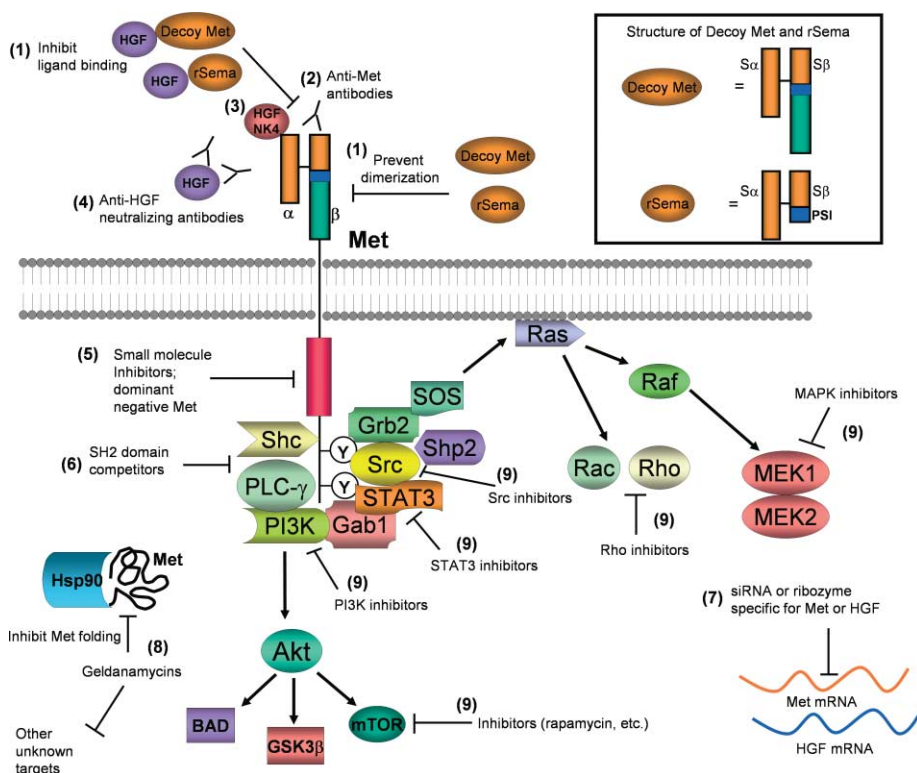 (1) Inhibit
ligand binding
HGF
Decoy Met
HGF
rSema
(2) Anti-Met
antibodies
(3)
HGF
NK4
(4) Anti-HGF
neutralizing antibodies
HGF
α
β
Met
(1) Prevent
dimerization
Decoy Met
rSema
Structure of Decoy Met and rSema
Decoy Met
=
Sα
Sβ
rSema
=
Sα
Sβ
PSI
(5) Small molecule
Inhibitors;
dominant
negative Met
(6) SH2 domain
competitors
Shc
PLC-γ
PI3K
Y
Y
Grb2
SOS
Src
Shp2
STAT3
Gab1
(9)
Src inhibitors
(9)
STAT3 inhibitors
(9)
PI3K inhibitors
Ras
Raf
Rac
Rho
(9)
Rho inhibitors
MAPK inhibitors
(9)
MEK1
MEK2
Hsp90
Met
Inhibit Met folding
(8)
Geldanamycins
Other
unknown
targets
Akt
BAD
GSK3β
mTOR
(9)
Inhibitors (rapamycin, etc.)
(7) siRNA or ribozyme
specific for Met or HGF
Met mRNA
HGF mRNA